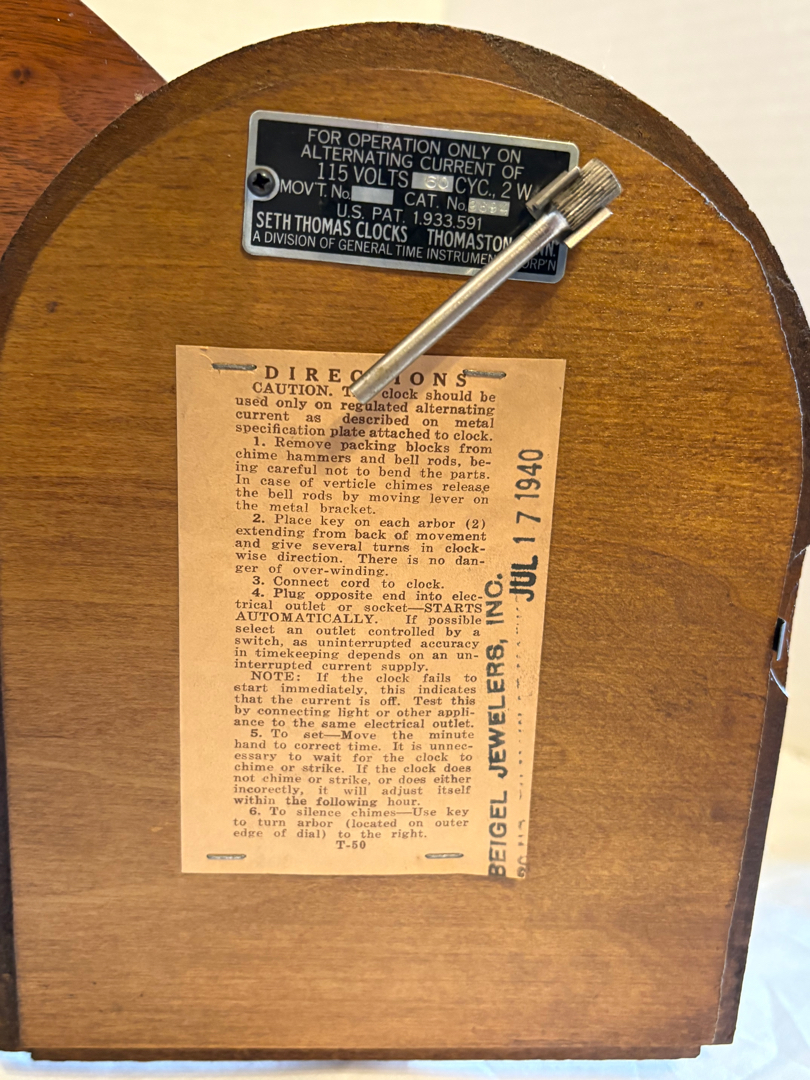 FOR OPERATION ONLY ON
ALTERNATING CURRENT OF
115 VOLTS 60 CYC., 2 W
MOV'T. No. CAT. No.
U.S. PAT. 1.933.591
SETH THOMAS CLOCKS THOMASTON
A DIVISION OF GENERAL TIME INSTRUMEN ORP'N
DIREC IONS
CAUTION. T clock should be
used only on regulated alternating
current as described on metal
specification plate attached to clock.
1. Remove packing blocks from
chime hammers and bell rods, be-
ing careful not to bend the parts.
In case of verticle chimes release
the bell rods by moving lever on
the metal bracket.
2. Place key on each arbor (2)
extending from back of movement
and give several turns in clock-
wise direction. There is no dan-
ger of over-winding.
3. Connect cord to clock.
4. Plug opposite end into elec-
trical outlet or socket—STARTS
AUTOMATICALLY. If possible
select an outlet controlled by a
switch, as uninterrupted accuracy
in timekeeping depends on an un-
interrupted current supply.
NOTE: If the clock fails to
start immediately, this indicates
that the current is off. Test this
by connecting light or other appli-
ance to the same electrical outlet.
5. To set—Move the minute
hand to correct time. It is unnec-
essary to wait for the clock to
chime or strike. If the clock does
not chime or strike, or does either
incorectly, it will adjust itself
within the following hour.
6. To silence chimes—Use key
to turn arbor (located on outer
edge of dial) to the right.
T-50
BEIGEL JEWELERS, INC.
JUL 17 1940